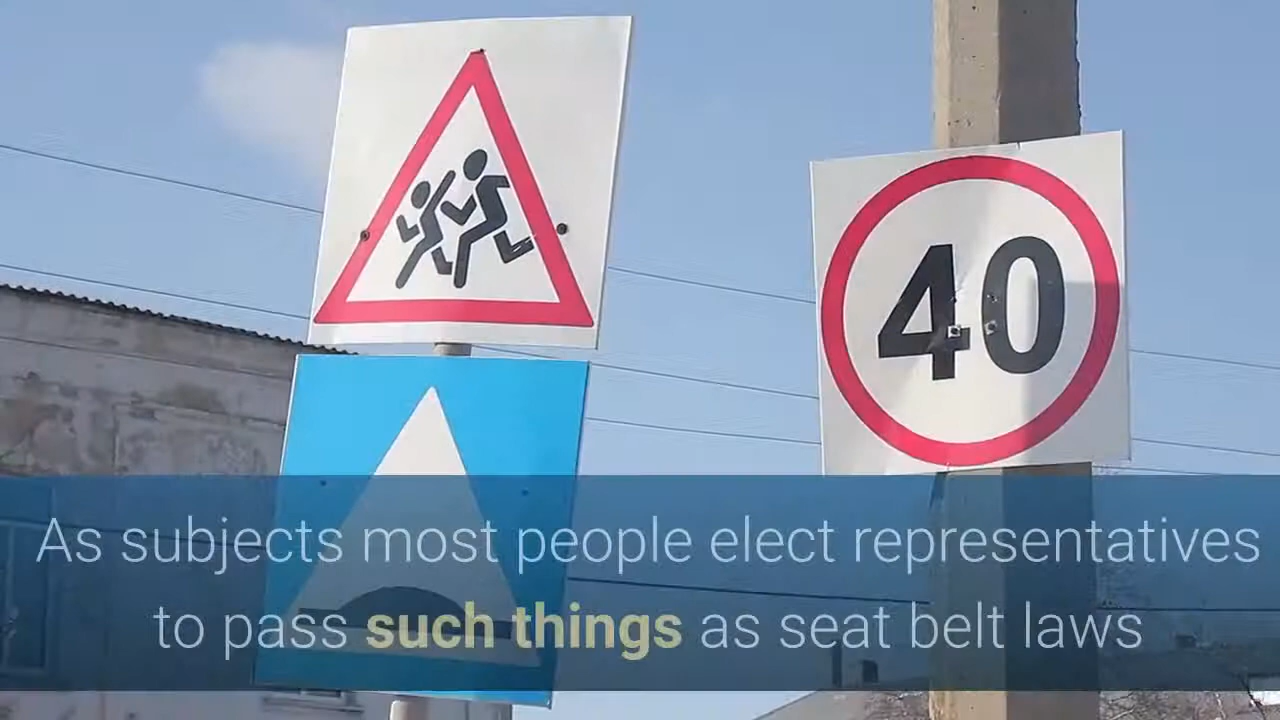 40
As subjects most people elect representatives
to pass such things as seat belt laws